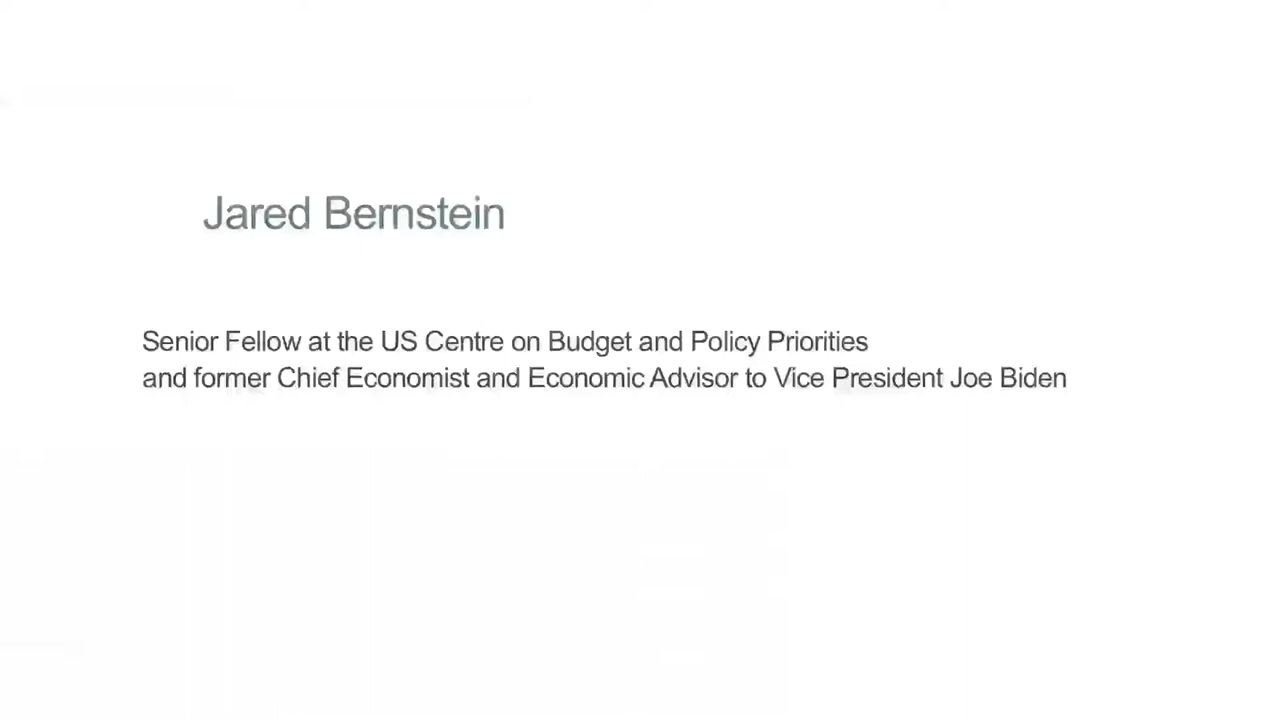 Jared Bernstein
Senior Fellow at the US Centre on Budget and Policy Priorities
and former Chief Economist and Economic Advisor to Vice President Joe Biden